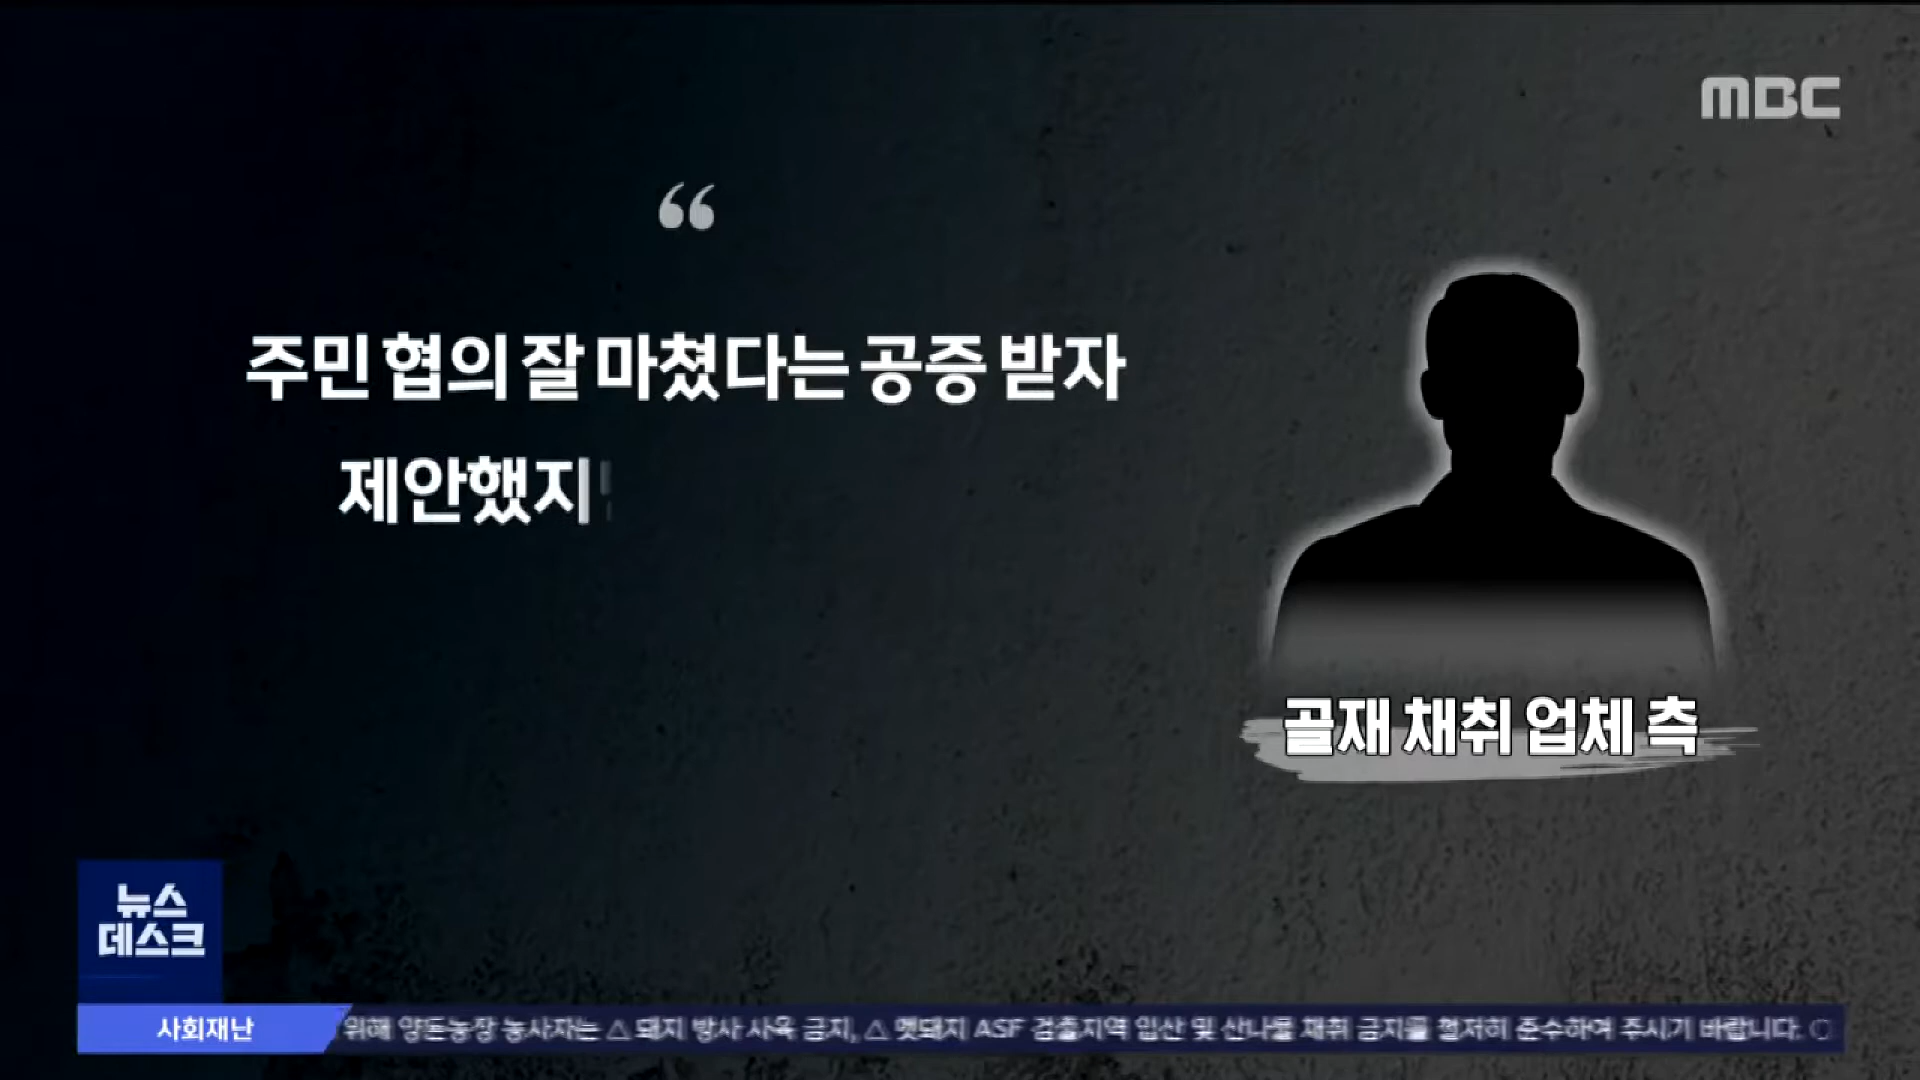 MBC
“
주민 협의 잘 마쳤다는 공증 받자
제안했지
골재 채취 업체 측
뉴스
데스크
사회재난
위해 양돈농장 농사자는 △돼지 방사 사육 금지, △멧돼지 ASF 검출지역 입산 및 산나물 채취 금지를 철저히 준수하여 주시기 바랍니다.